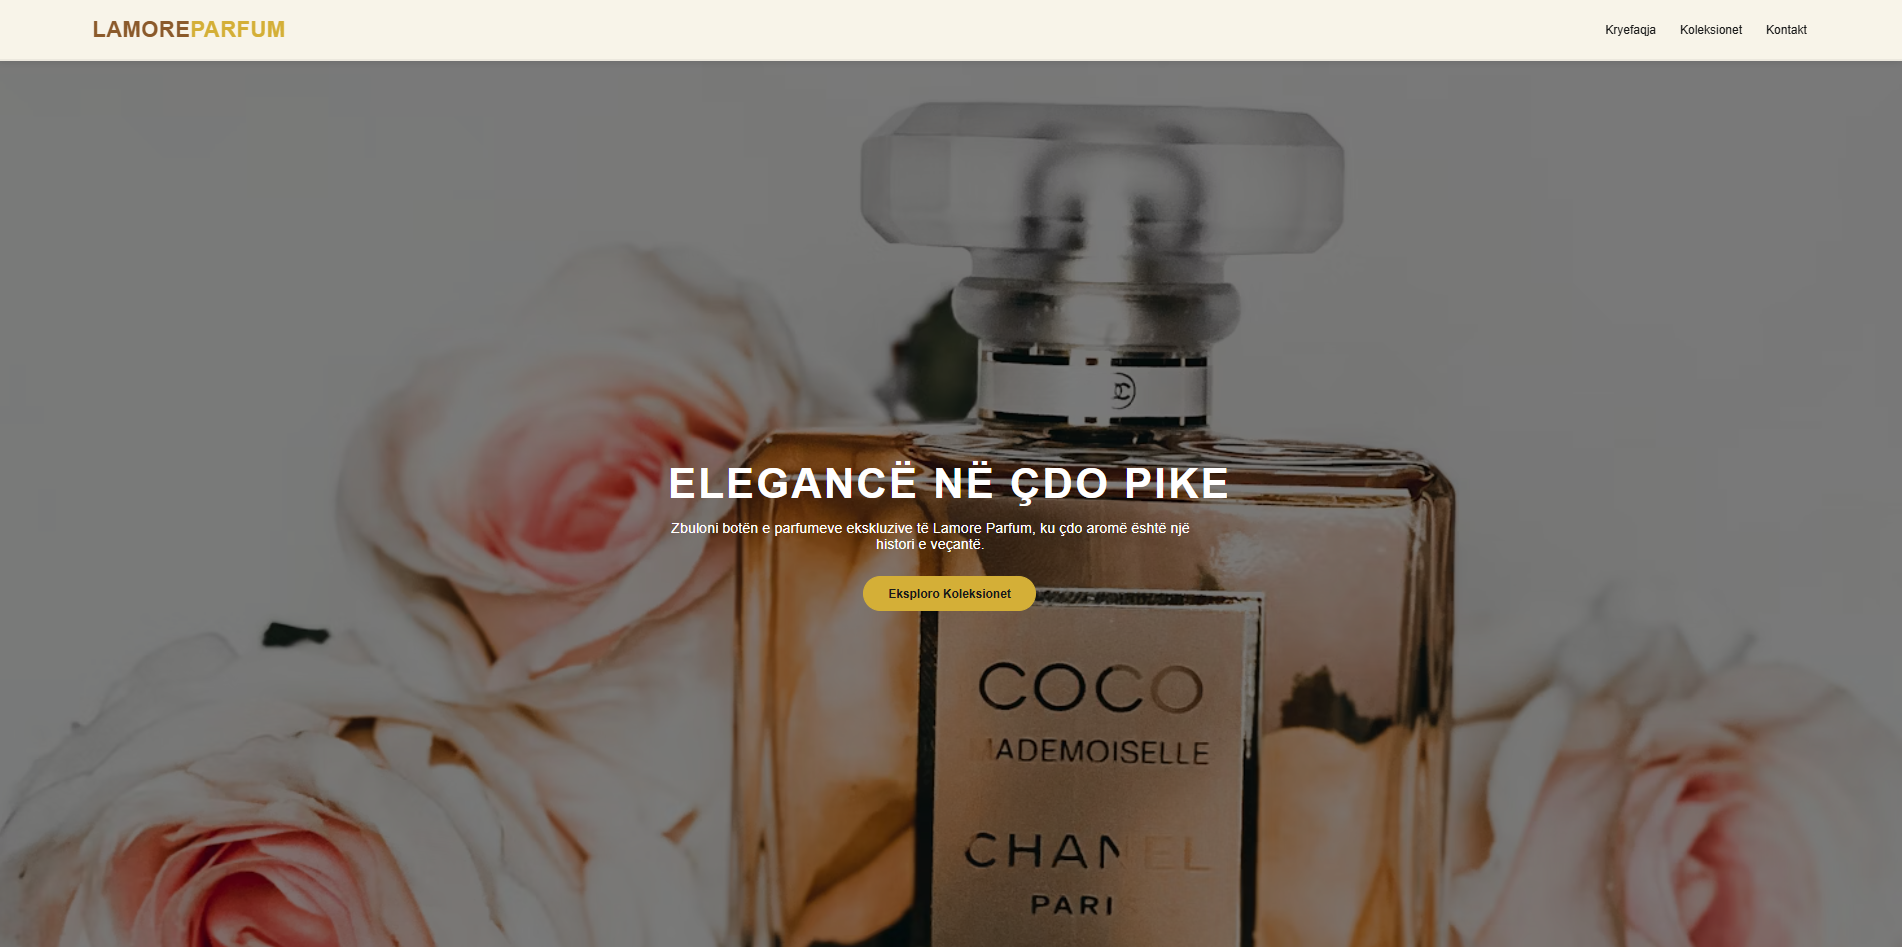 LAMOREPARFUM
Kryefaqja Koleksionet Kontakt
ELEGANCË NË ÇDO PIKE
Zbuloni botën e parfumeve ekskluzive të Lamore Parfum, ku çdo aromë është një
histori e veçantë.
Eksploro Koleksionet
COCO
MADEMOISELLE
CHANEL
PARIS